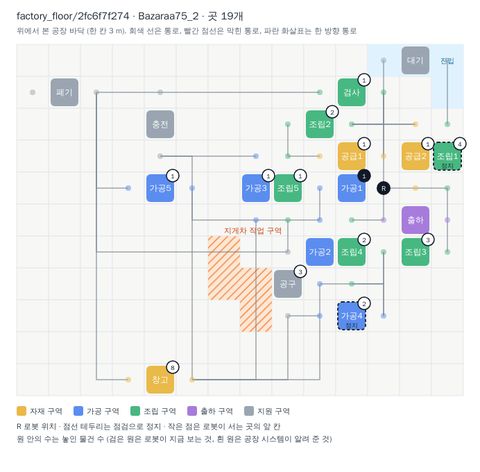 factory_floor/2fc6f7f274 · Bazaraa75_2 · 곳 19개
위에서 본 공장 바닥 (한 칸 3 m). 회색 선은 통로, 빨간 점선은 막힌 통로, 파란 화살표는 한 방향 통로
대기
진입
폐기
검사
1
충전
조립2
2
공급1
1
공급2
1
조립1
4
정지
가공5
1
가공3
1
조립5
1
가공1
1
R
출하
지게차 작업 구역
가공2
조립4
2
조립3
3
공구
3
가공4
2
정지
창고
8
자재 구역
가공 구역
조립 구역
출하 구역
지원 구역
R 로봇 위치 · 점선 테두리는 점검으로 정지 · 작은 점은 로봇이 서는 곳의 앞 칸
원 안의 수는 놓인 물건 수 (검은 원은 로봇이 지금 보는 것, 흰 원은 공장 시스템이 알려 준 것)